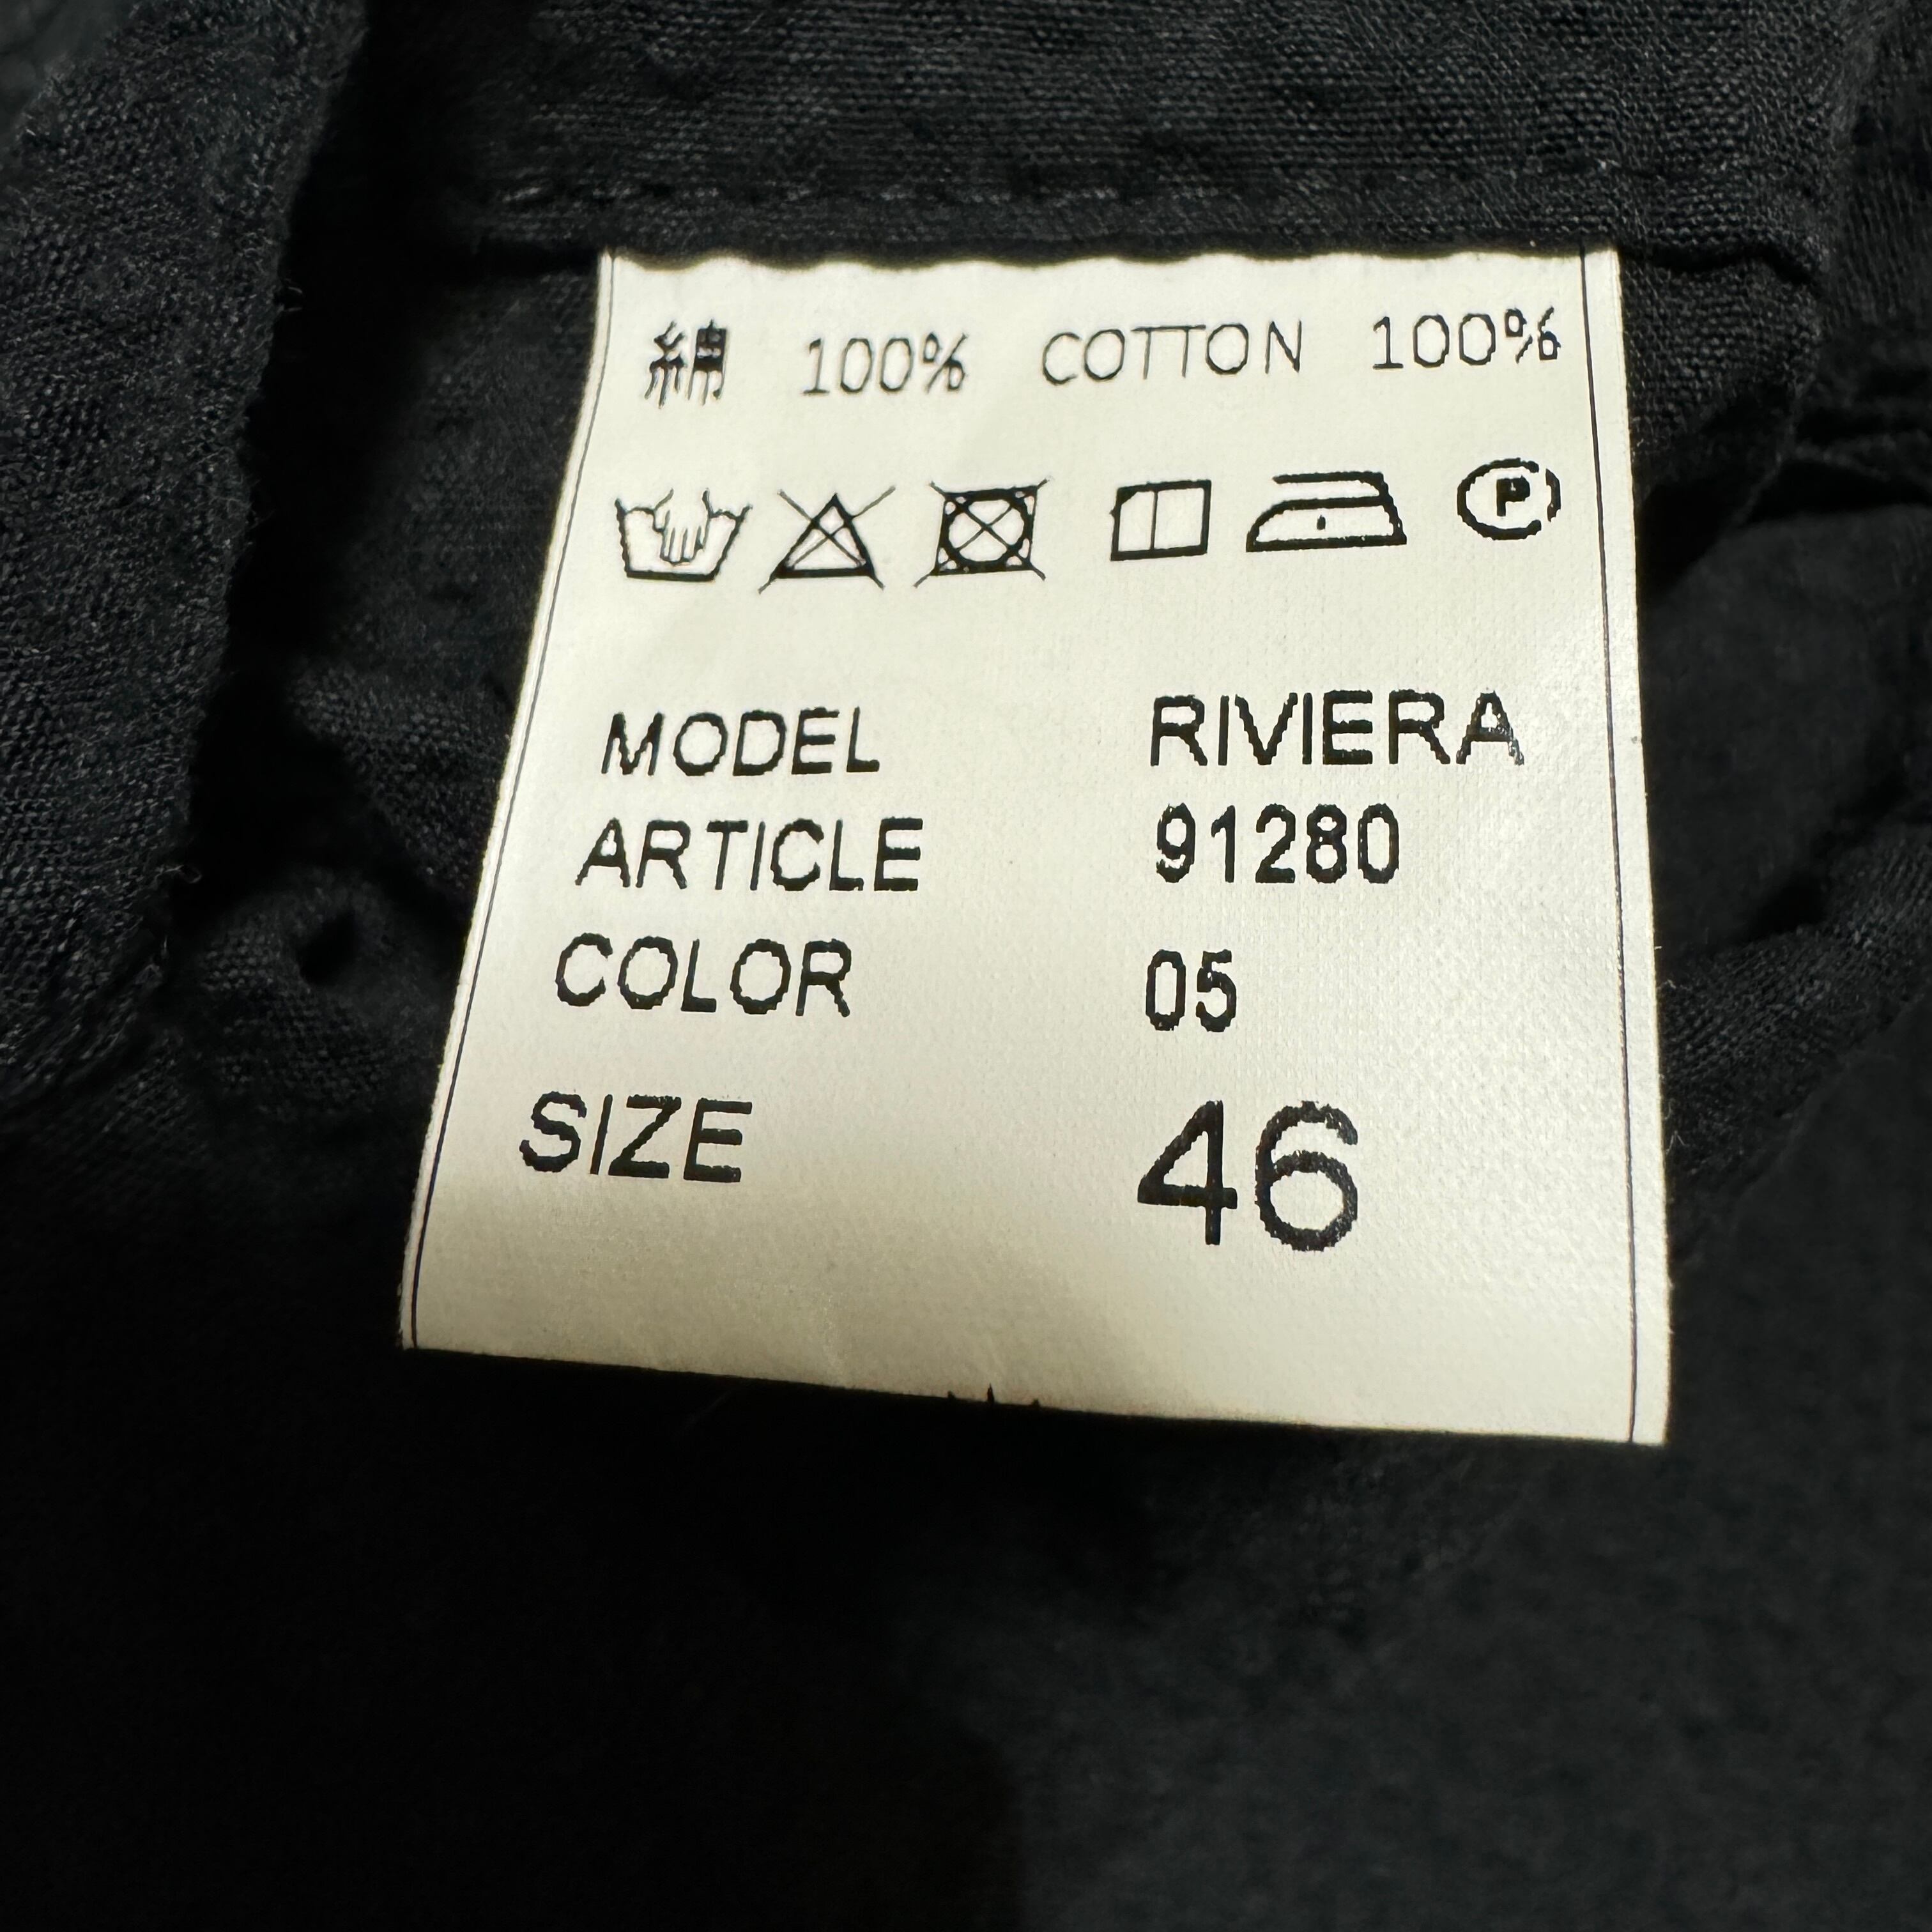 綿 100% COTTON 100%
P
MODEL RIVIERA
ARTICLE 91280
COLOR 05
SIZE 46